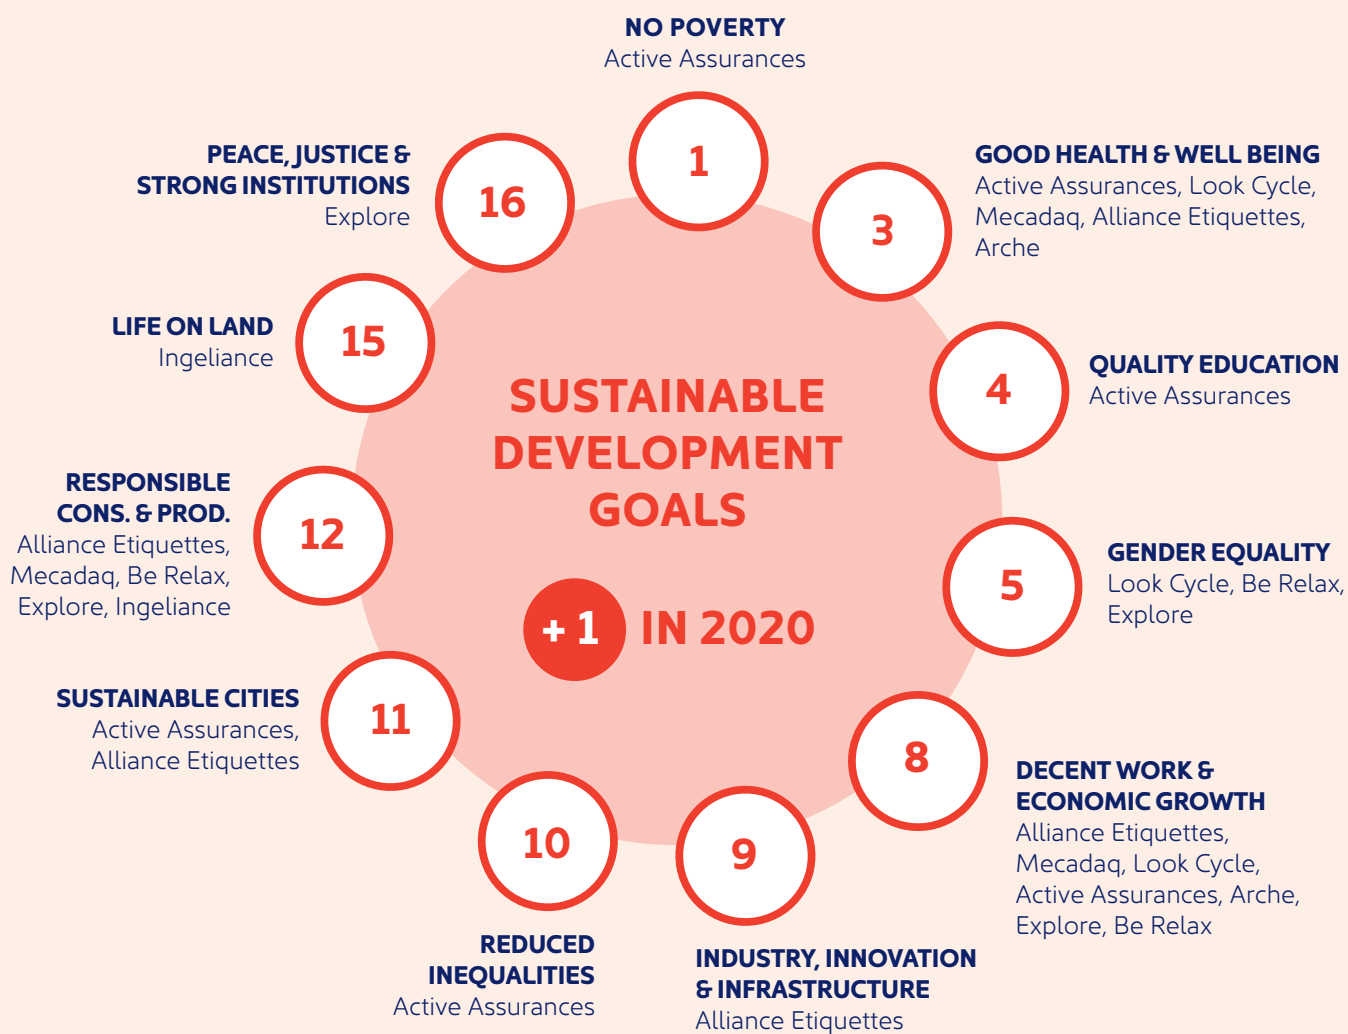 NO POVERTY
Active Assurances
1
PEACE, JUSTICE &
STRONG INSTITUTIONS
Explore
16
3
GOOD HEALTH & WELL BEING
Active Assurances, Look Cycle,
Mecadaq, Alliance Etiquettes,
Arche
LIFE ON LAND
Ingeliance
15
4
QUALITY EDUCATION
Active Assurances
SUSTAINABLE
DEVELOPMENT
GOALS
+ 1 IN 2020
RESPONSIBLE
CONS. & PROD.
Alliance Etiquettes,
Mecadaq, Be Relax,
Explore, Ingeliance
12
5
GENDER EQUALITY
Look Cycle, Be Relax,
Explore
SUSTAINABLE CITIES
Active Assurances,
Alliance Etiquettes
11
8
DECENT WORK &
ECONOMIC GROWTH
Alliance Etiquettes,
Mecadaq, Look Cycle,
Active Assurances, Arche,
Explore, Be Relax
10
REDUCED
INEQUALITIES
Active Assurances
9
INDUSTRY, INNOVATION
& INFRASTRUCTURE
Alliance Etiquettes